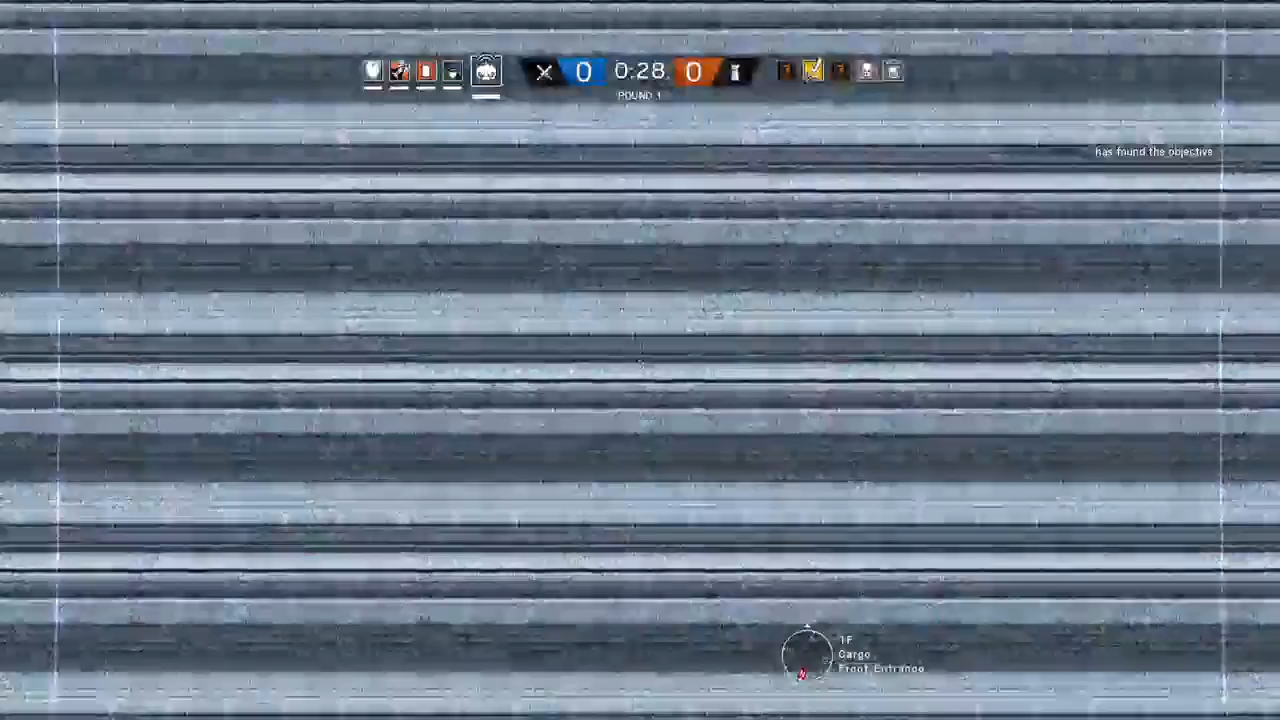 0 0:28. 0
ROUND 1
has found the objective
1F
Cargo
Front Entrance